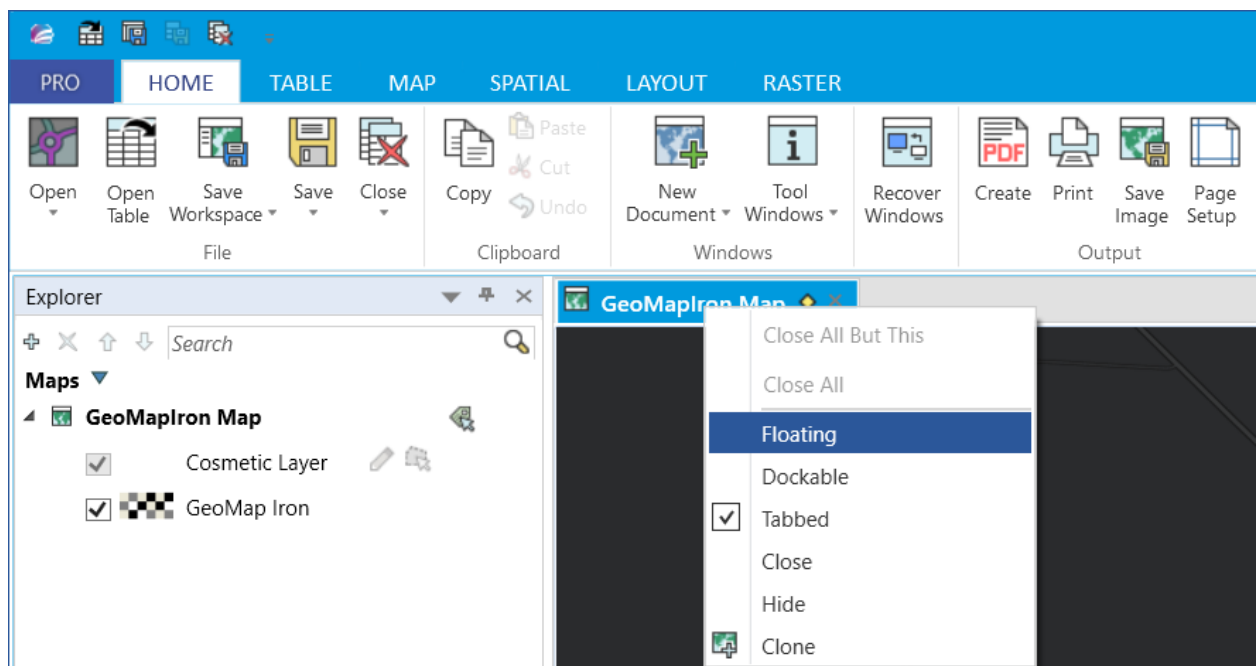 PRO HOME TABLE MAP SPATIAL LAYOUT RASTER
Open
Open Table
Save Workspace
Save
Close
File
Copy
Paste
Cut
Undo
Clipboard
New Document
Tool Windows
Windows
Recover Windows
PDF
Create
Print
Save Image
Page Setup
Output
Explorer
Search
Maps
GeoMapIron Map
Cosmetic Layer
GeoMap Iron
GeoMapIron Map
Close All But This
Close All
Floating
Dockable
Tabbed
Close
Hide
Clone